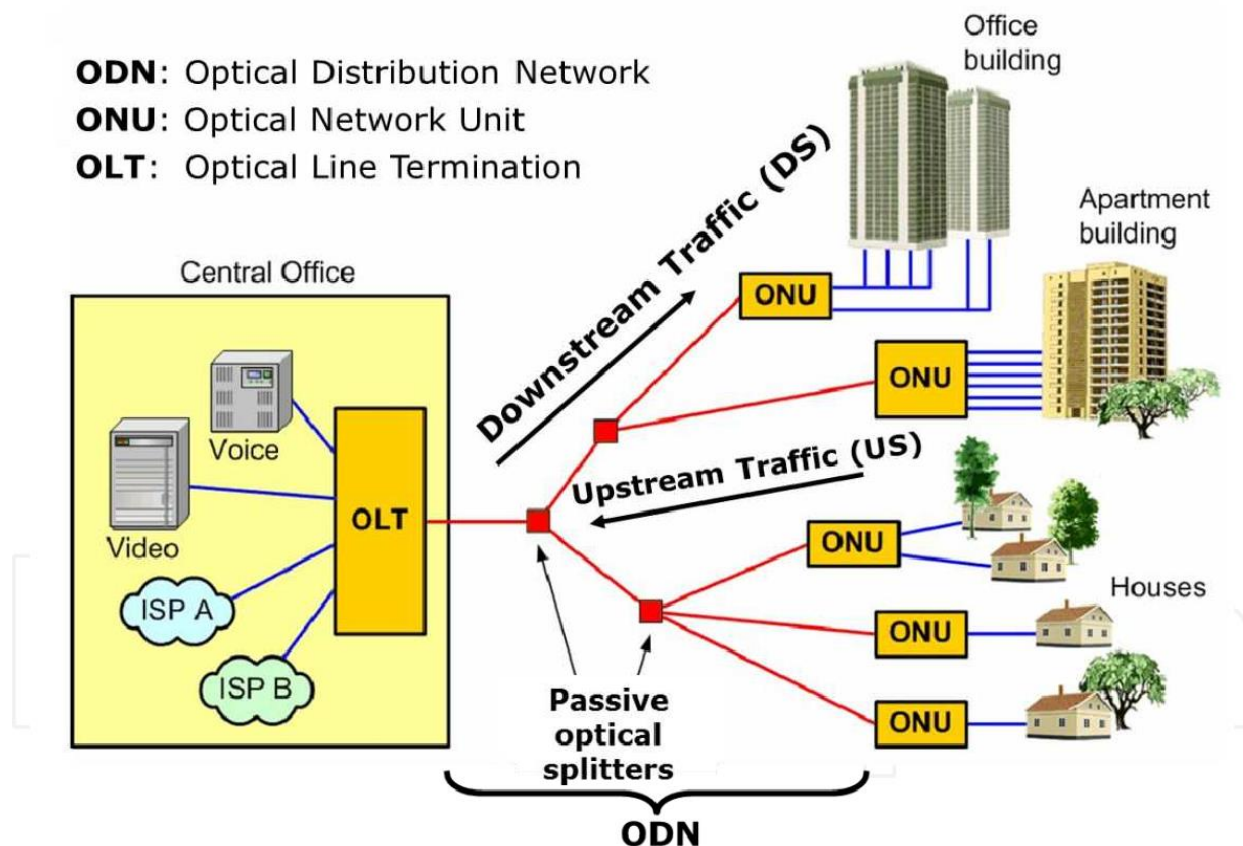 ODN: Optical Distribution Network
ONU: Optical Network Unit
OLT: Optical Line Termination
Office
building
Apartment
building
Central Office
Downstream Traffic (DS)
ONU
ONU
Voice
Upstream Traffic (US)
Video
OLT
ONU
Houses
ISP A
ONU
ISP B
ONU
Passive
optical
splitters
ODN